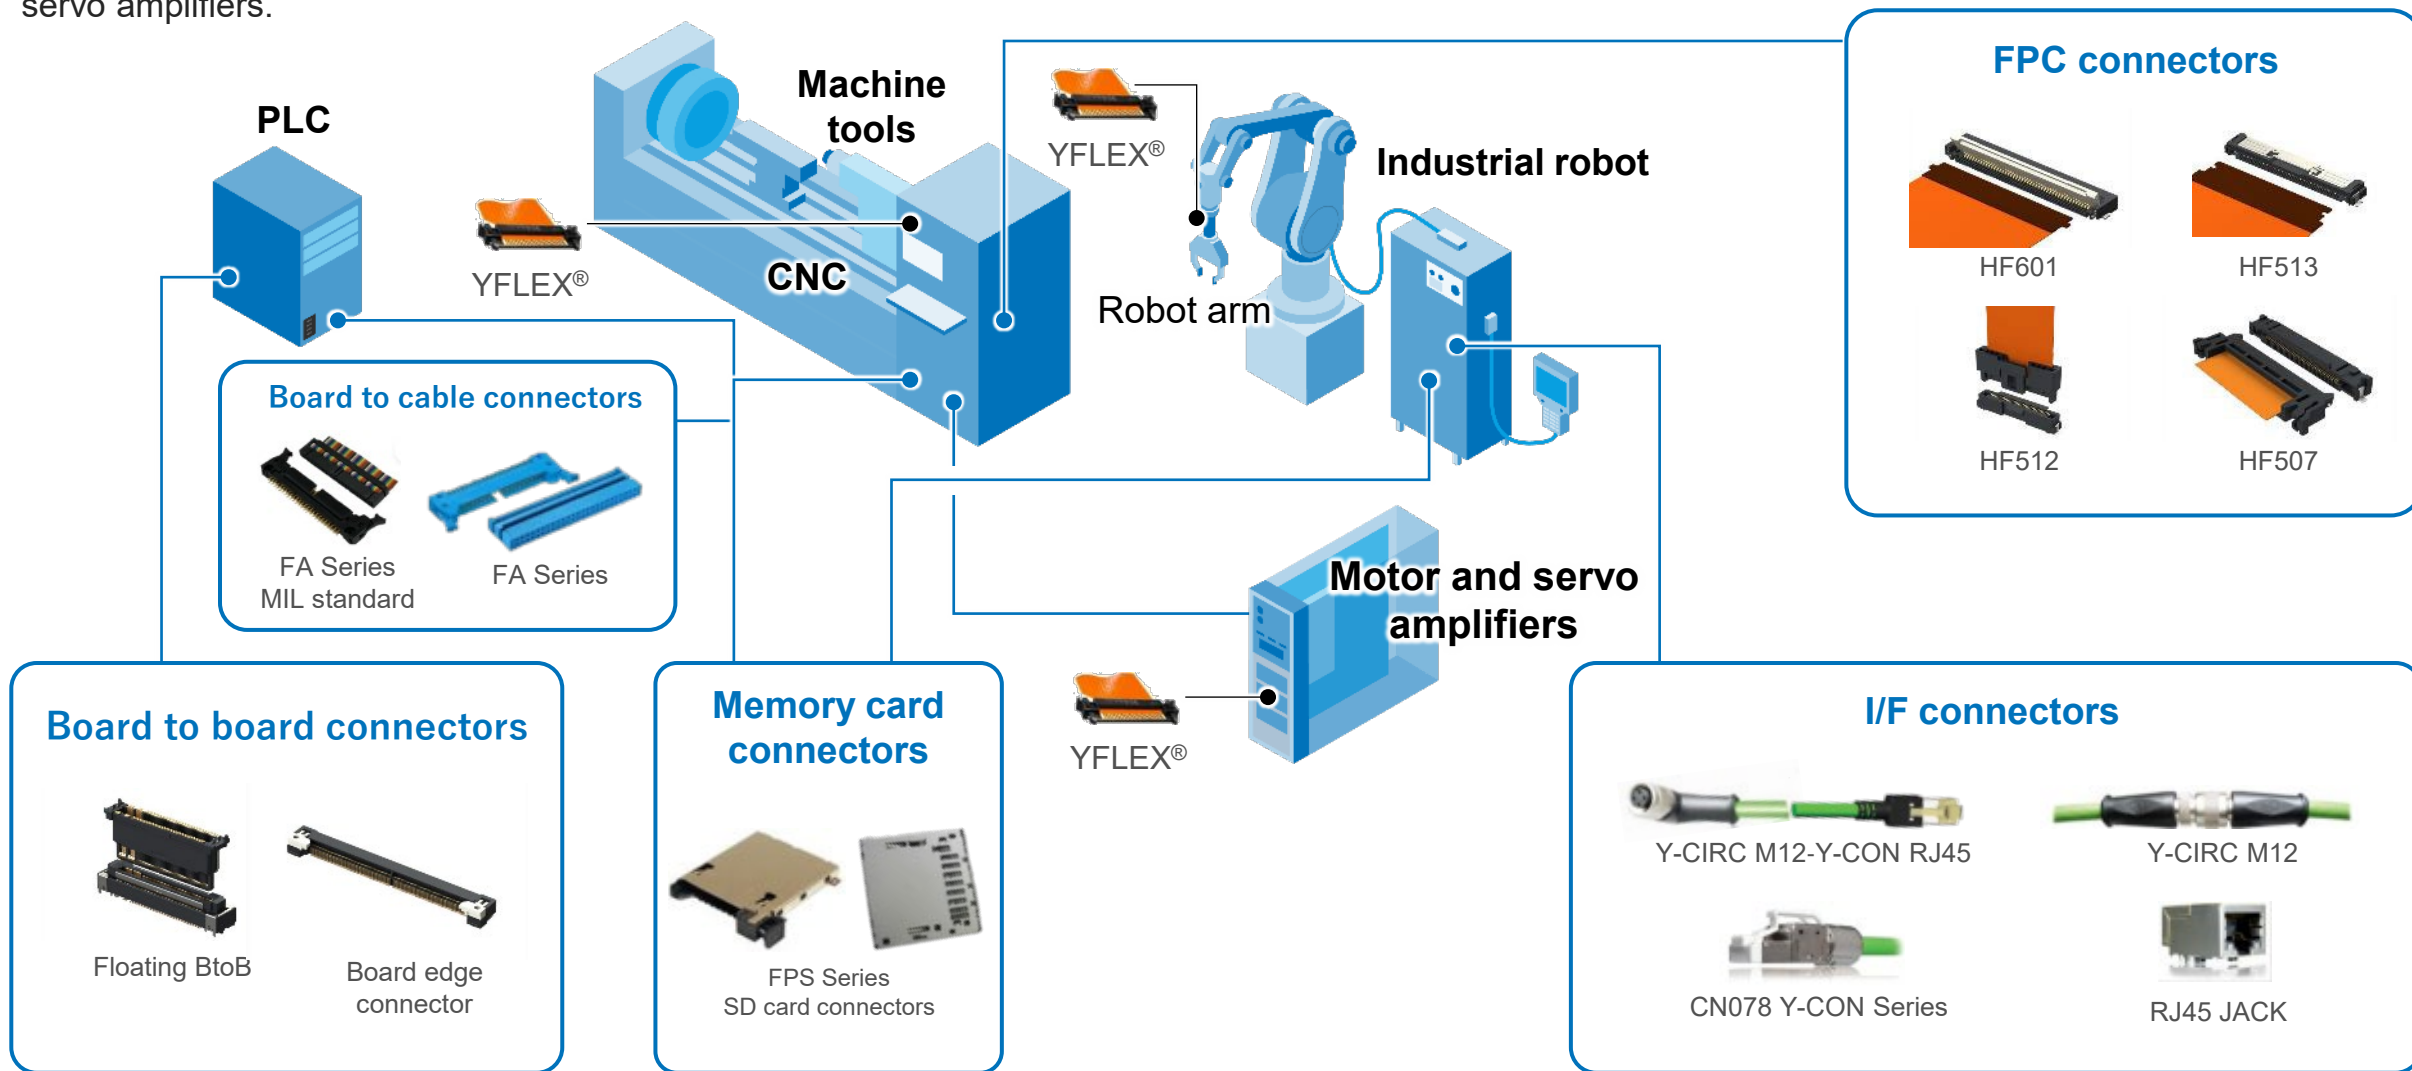 servo amplifiers.
PLC
Machine
tools
YFLEX®
Industrial robot
YFLEX®
CNC
Robot arm
FPC connectors
HF601
HF513
HF512
HF507
Board to cable connectors
FA Series
MIL standard
FA Series
Motor and servo
amplifiers
YFLEX®
Board to board connectors
Floating BtoB
Board edge
connector
Memory card
connectors
FPS Series
SD card connectors
I/F connectors
Y-CIRC M12-Y-CON RJ45
Y-CIRC M12
CN078 Y-CON Series
RJ45 JACK